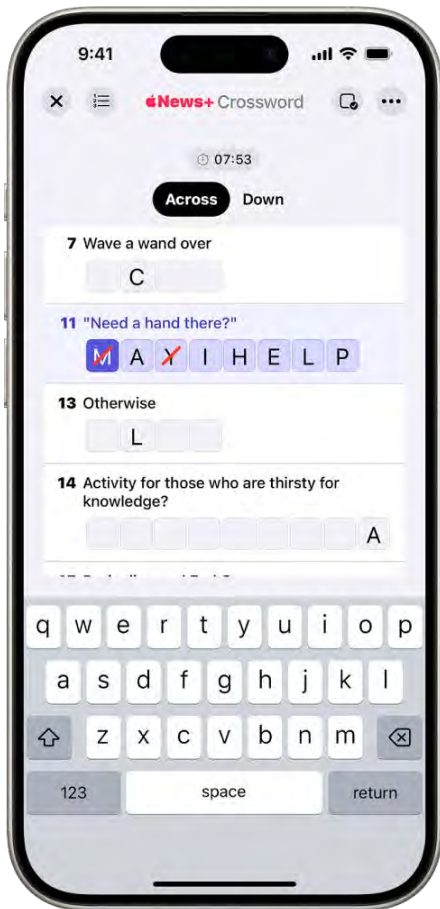 9:41
News+ Crossword
07:53
Across Down
7 Wave a wand over
C
11 "Need a hand there?"
M A Y I H E L P
13 Otherwise
L
14 Activity for those who are thirsty for
knowledge?
A
q w e r t y u i o p
a s d f g h j k l
z x c v b n m
123 space return